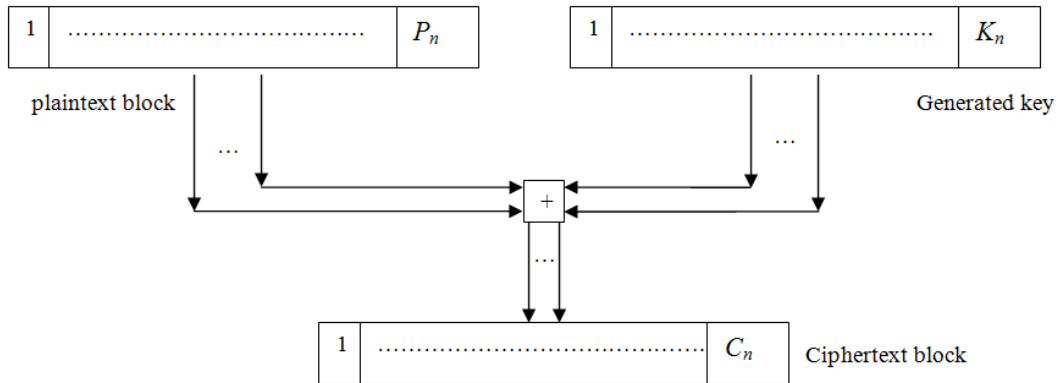 1 ………………………………… Pₙ
1 ………………………………… Kₙ
plaintext block
Generated key
…
…
+
…
1 ………………………………… Cₙ
Ciphertext block